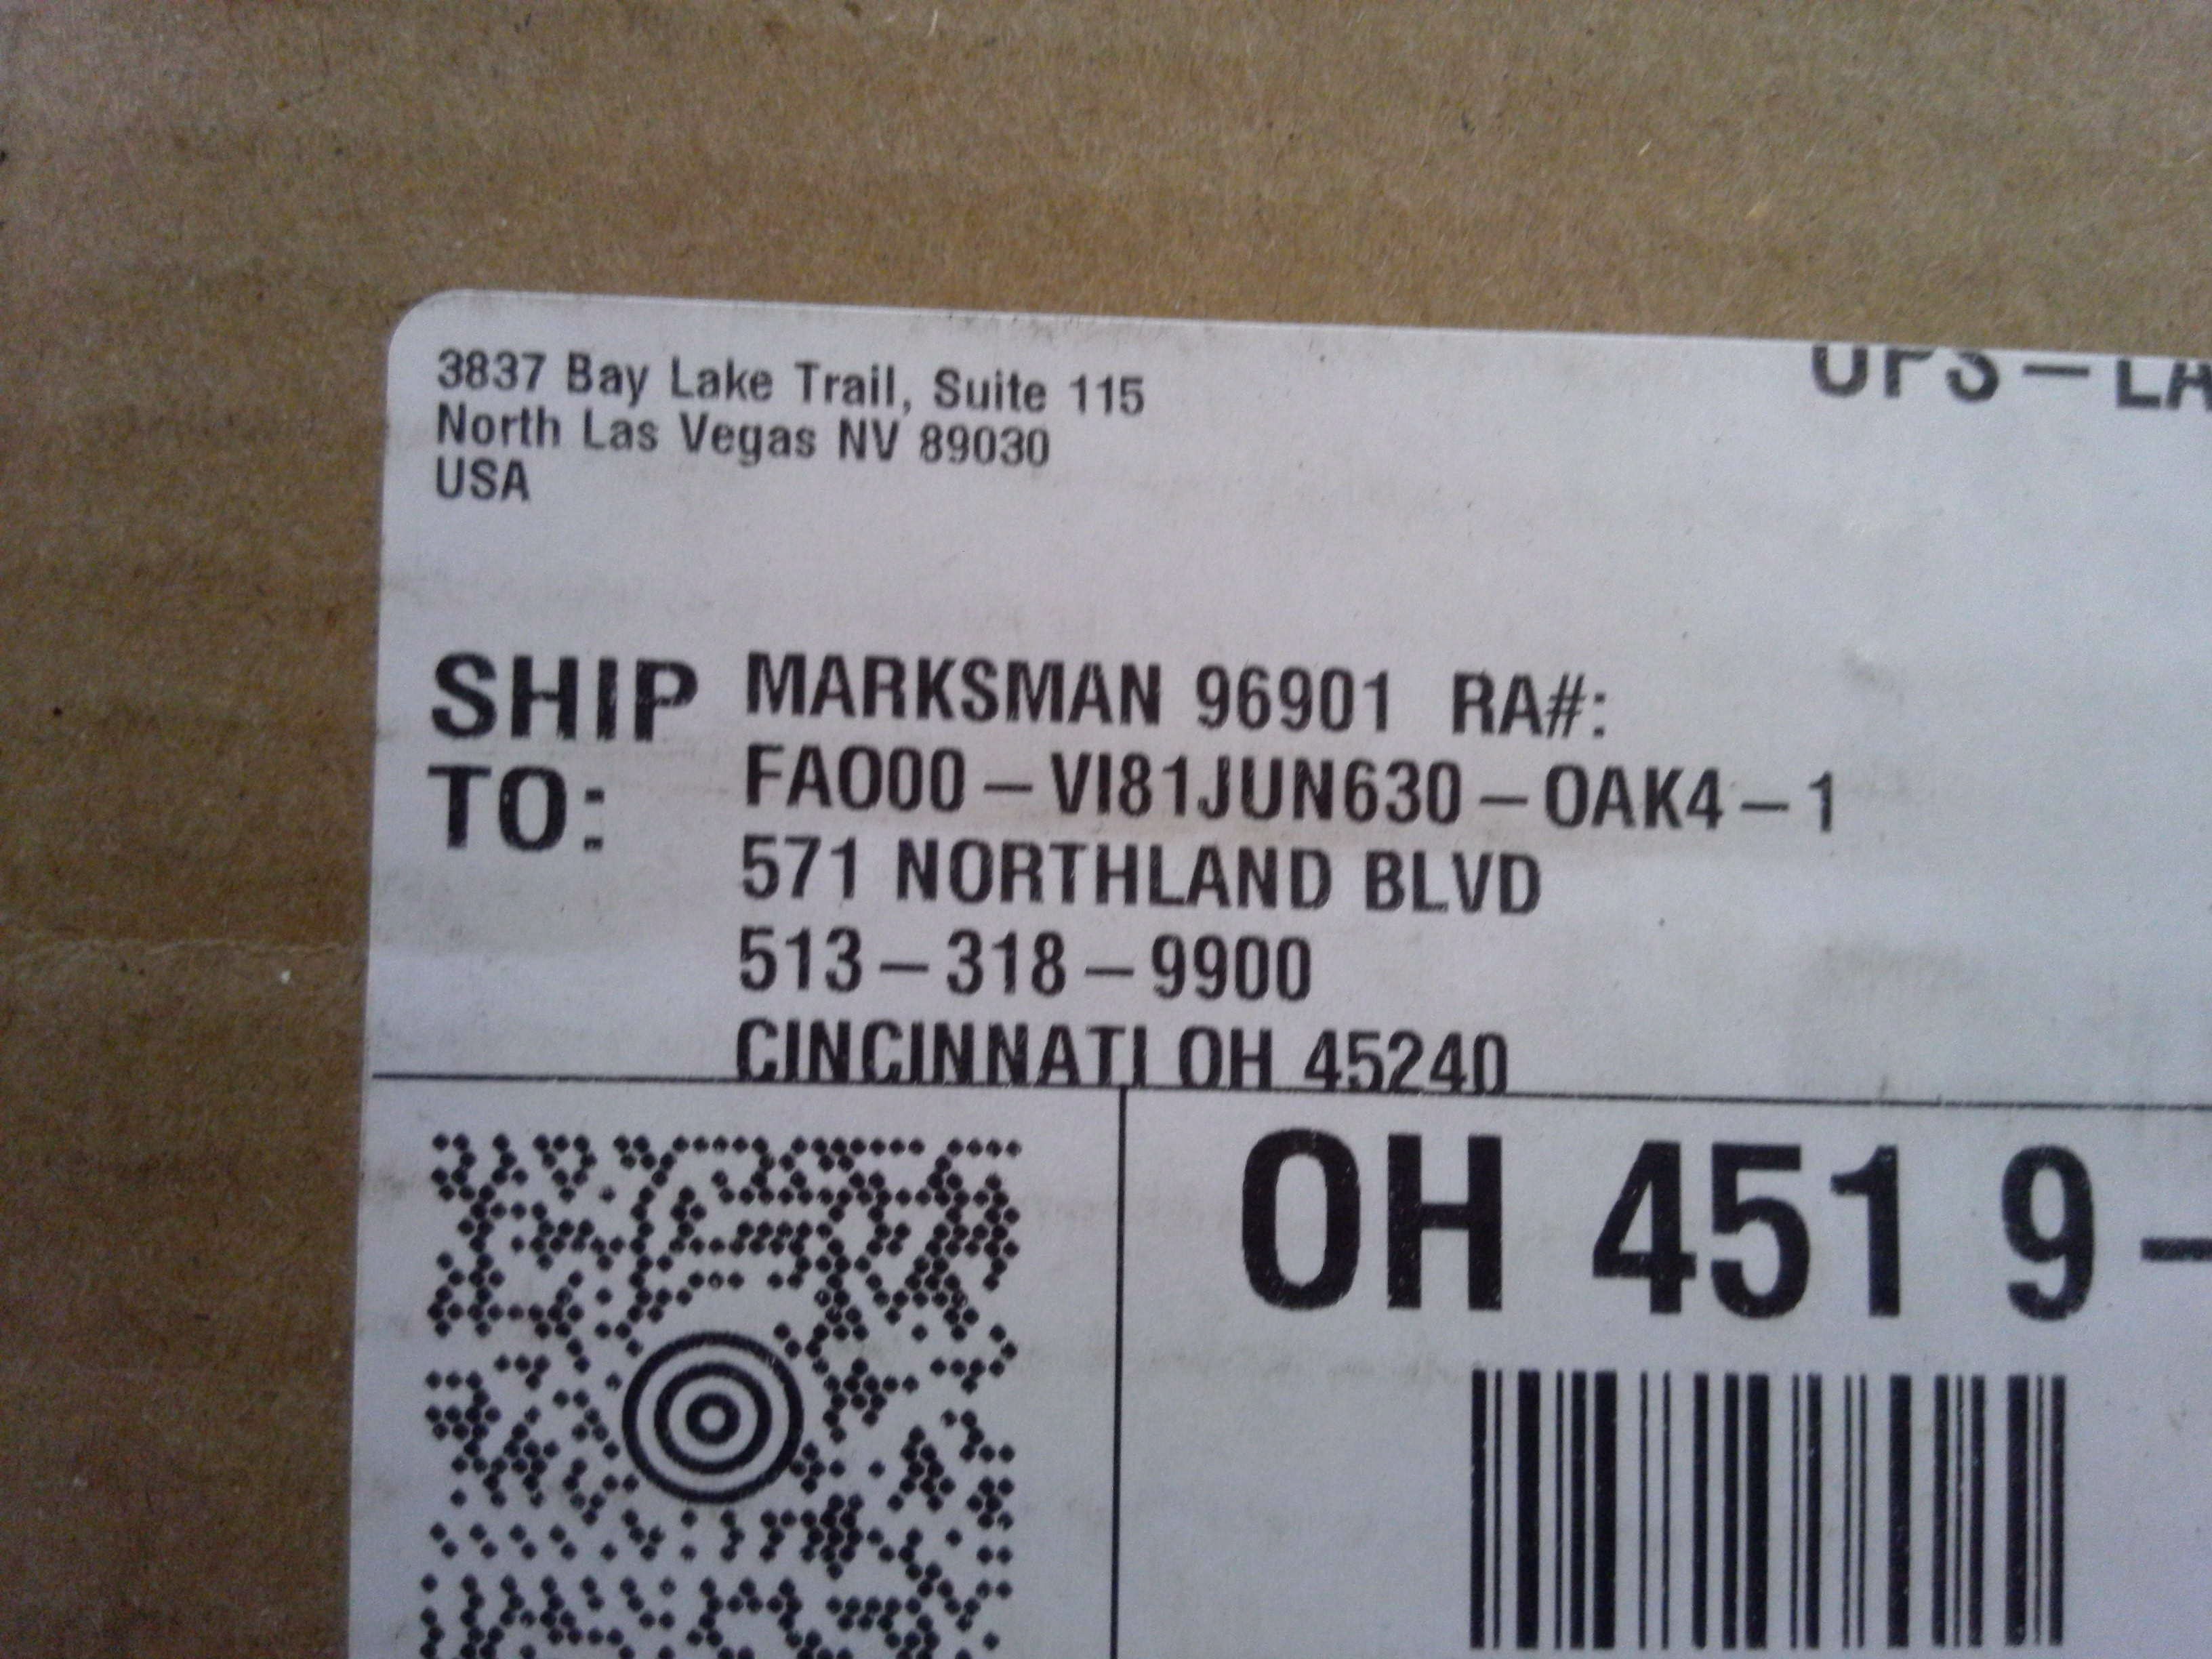 3837 Bay Lake Trail, Suite 115
North Las Vegas NV 89030
USA
SHIP TO:
MARKSMAN 96901 RA#:
FAO00-VI81JUN630-OAK4-1
571 NORTHLAND BLVD
513-318-9900
CINCINNATI OH 45240
OH 451 9-